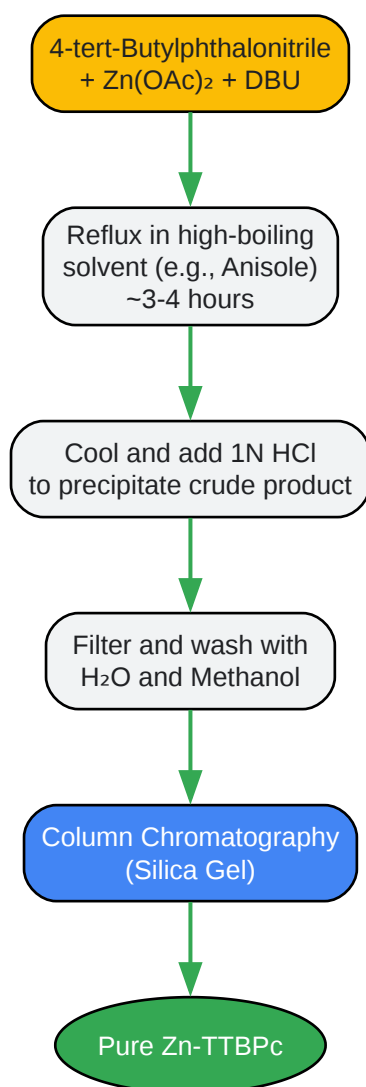 4-tert-Butylphthalonitrile
+ Zn(OAc)₂ + DBU
Reflux in high-boiling
solvent (e.g., Anisole)
~3-4 hours
Cool and add 1N HCl
to precipitate crude product
Filter and wash with
H₂O and Methanol
Column Chromatography
(Silica Gel)
Pure Zn-TTBPc